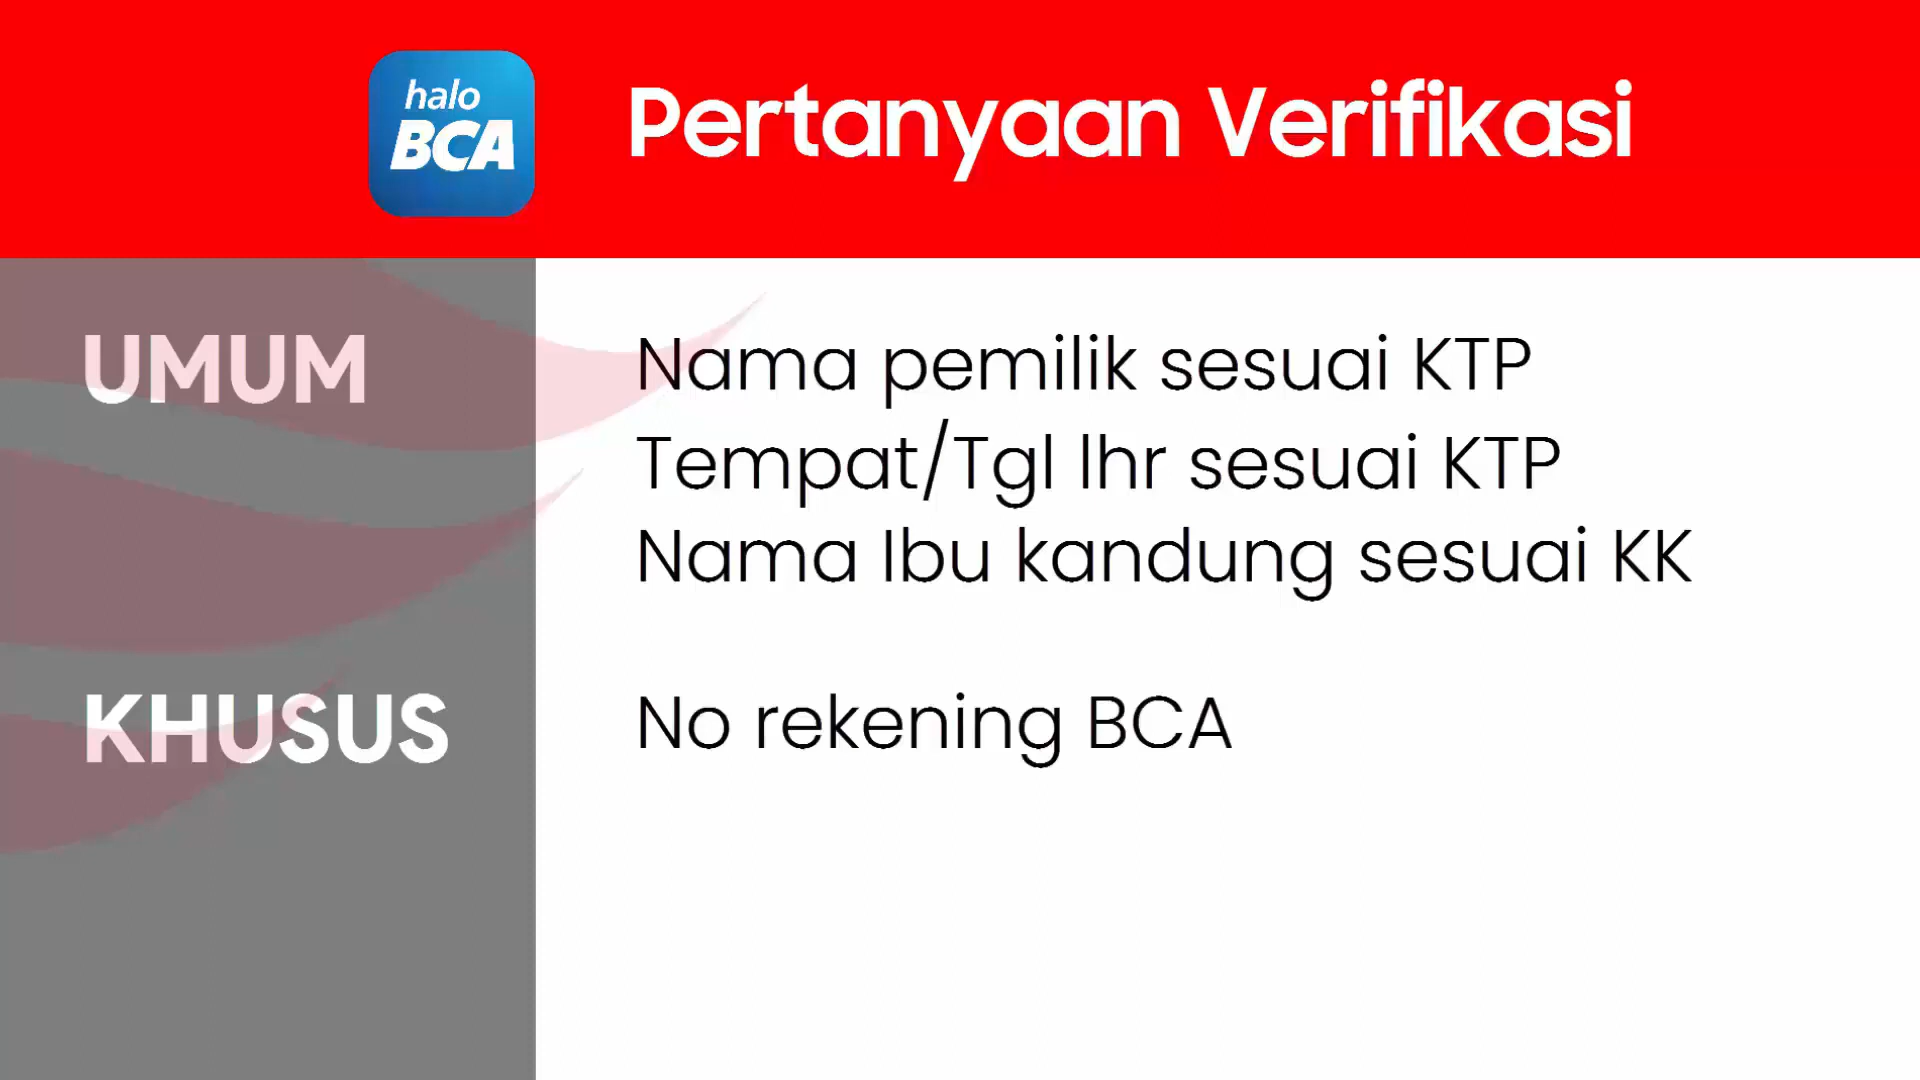 halo
BCA
Pertanyaan Verifikasi
UMUM
Nama pemilik sesuai KTP
Tempat/Tgl lhr sesuai KTP
Nama Ibu kandung sesuai KK
KHUSUS
No rekening BCA